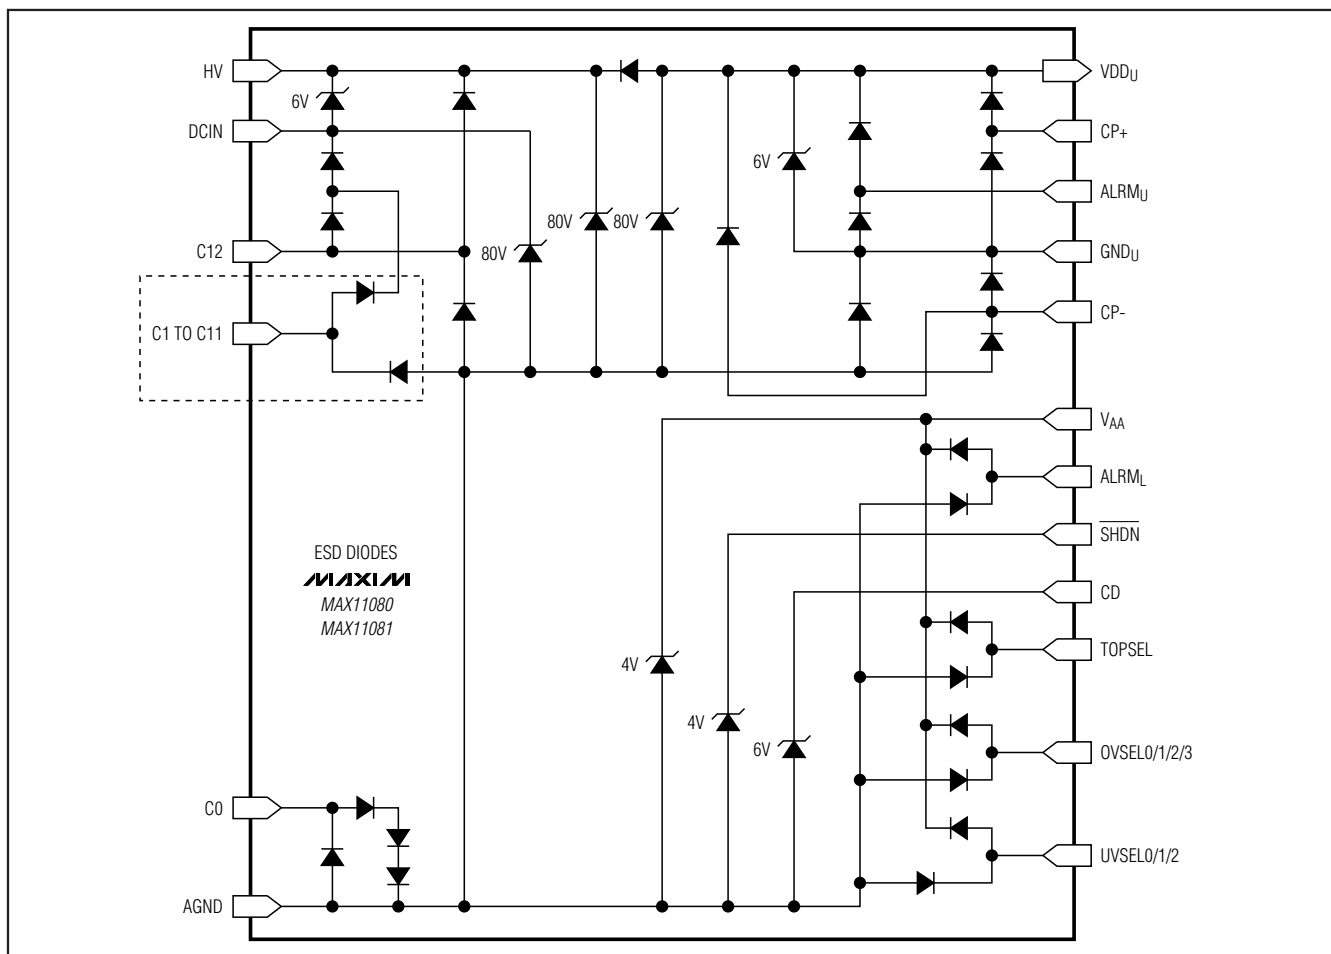 HV
VDDU
6V
DCIN
CP+
6V
ALRMU
80V
80V
80V
C12
GNDU
CP-
C1 TO C11
VAA
ALRML
SHDN
ESD DIODES
MAXIM
MAX11080
MAX11081
CD
TOPSEL
4V
4V
6V
OVSEL0/1/2/3
C0
UVSEL0/1/2
AGND